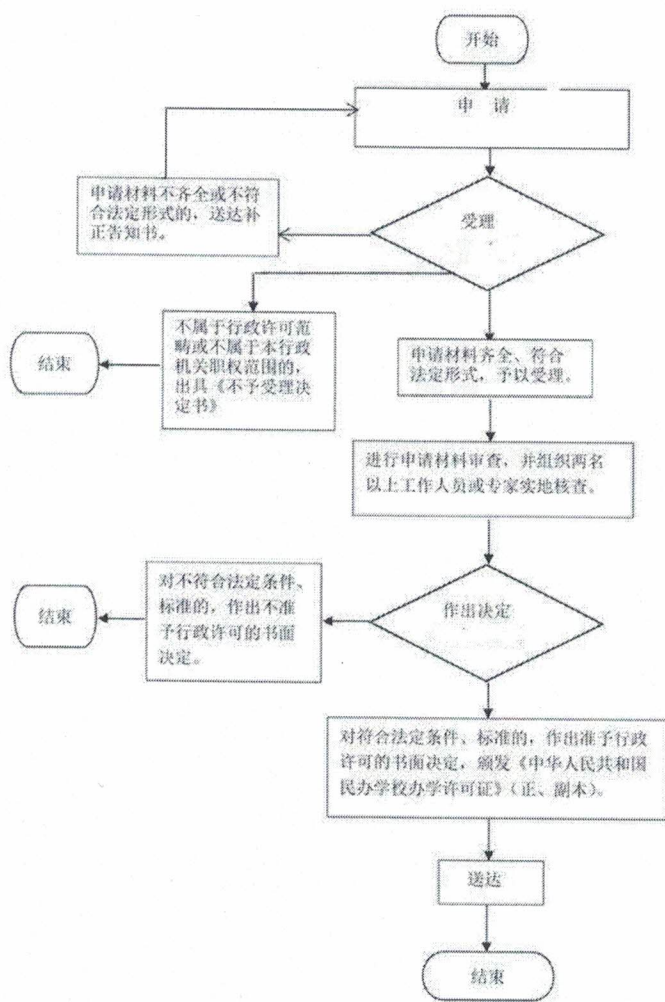 开始
申 请
申请材料不齐全或不符
合法定形式的，送达补
正告知书。
受理
不属于行政许可范
畴或不属于本行政
机关职权范围的，
出具《不予受理决
定书》
结束
申请材料齐全、符合
法定形式，予以受理。
进行申请材料审查，并组织两名
以上工作人员或专家实地核查。
对不符合法定条件、
标准的，作出不准
予行政许可的书面
决定。
结束
作出决定
对符合法定条件、标准的，作出准予行政
许可的书面决定，颁发《中华人民共和国
民办学校办学许可证》（正、副本）。
送达
结束